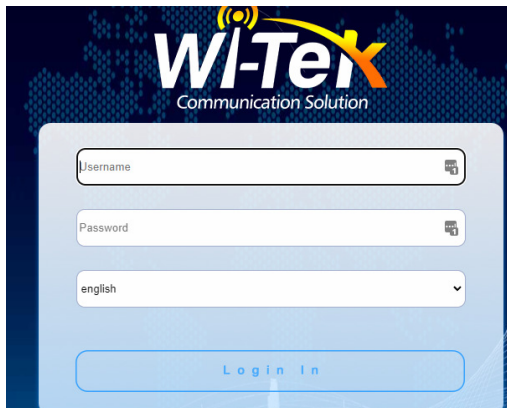 WI-Tek
Communication Solution
Username
Password
english
Login In